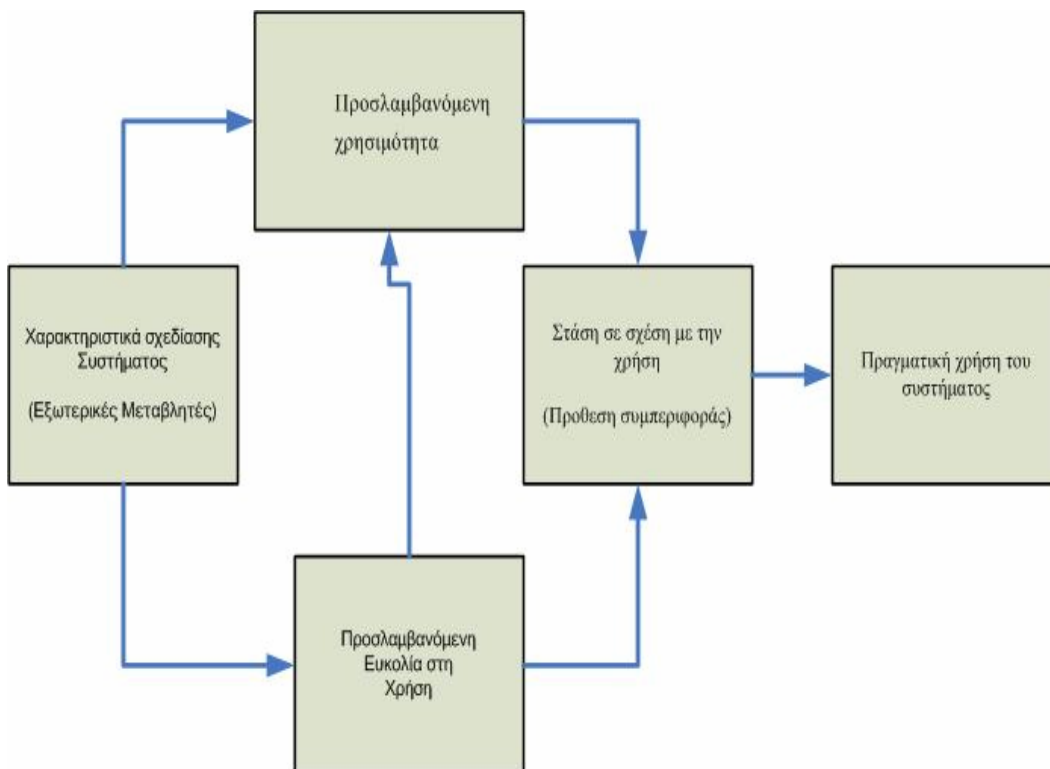 Προσλαμβανόμενη
χρησιμότητα
Χαρακτηριστικά σχεδίασης
Συστήματος
(Εξωτερικές Μεταβλητές)
Στάση σε σχέση με την
χρήση
(Προθεση συμπεριφοράς)
Πραγματική χρήση του
συστήματος
Προσλαμβανόμενη
Ευκολία στη
Χρήση